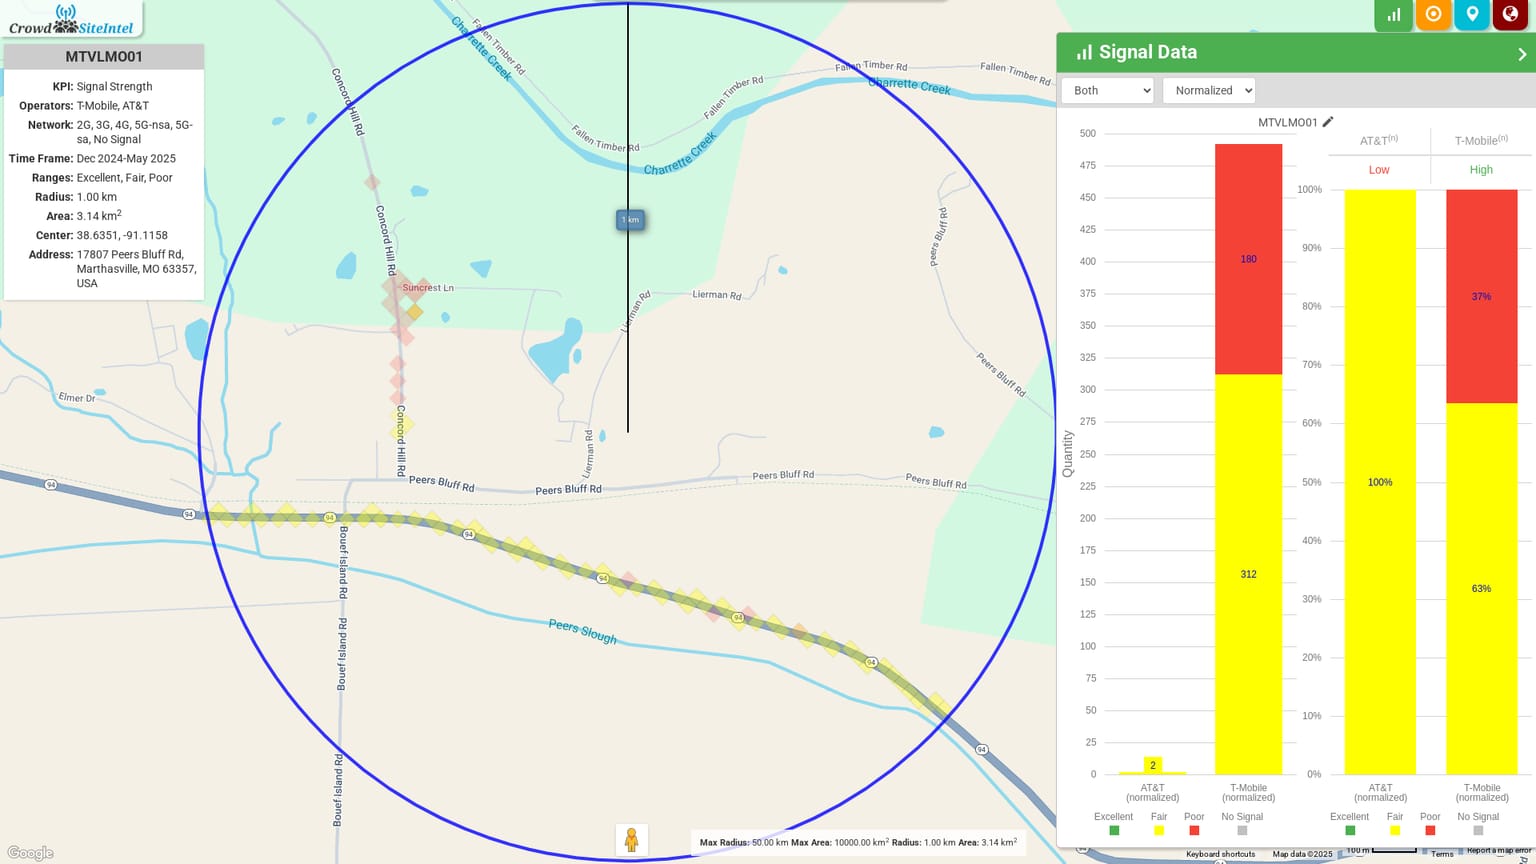 Crowd SiteIntel
MTVLMO01
KPI: Signal Strength
Operators: T-Mobile, AT&T
Network: 2G, 3G, 4G, 5G-nsa, 5G-
sa, No Signal
Time Frame: Dec 2024-May 2025
Ranges: Excellent, Fair, Poor
Radius: 1.00 km
Area: 3.14 km²
Center: 38.6351, -91.1158
Address: 17807 Peers Bluff Rd,
Marthasville, MO 63357,
USA
Charrette Creek
Fallen Timber Rd
Concord Hill Rd
Fallen Timber Rd
Fallen Timber Rd
Fallen Timber Rd
Fallen Timber Rd
Charrette Creek
Charrette Creek
1 km
Concord Hill Rd
Suncrest Ln
Lierman Rd
Lierman Rd
Peers Bluff Rd
Peers Bluff Rd
Elmer Dr
Concord Hill Rd
Lierman Rd
Peers Bluff Rd
Peers Bluff Rd
Peers Bluff Rd
Peers Bluff Rd
94
94
94
94
94
94
94
94
Bouef Island Rd
Bouef Island Rd
Bouef Island Rd
Peers Slough
Google
Max Radius: 50.00 km Max Area: 10000.00 km² Radius: 1.00 km Area: 3.14 km²
Signal Data
Both
Normalized
MTVLMO01
AT&T(n)
T-Mobile(n)
Low
High
Quantity
500
475
450
425
400
375
350
325
300
275
250
225
200
175
150
125
100
75
50
25
0
180
312
2
AT&T
(normalized)
T-Mobile
(normalized)
Excellent
Fair
Poor
No Signal
100%
90%
80%
70%
60%
50%
40%
30%
20%
10%
0%
100%
37%
63%
AT&T
(normalized)
T-Mobile
(normalized)
Excellent
Fair
Poor
No Signal
Keyboard shortcuts
Map data ©2025
100 m
Terms
Report a map error